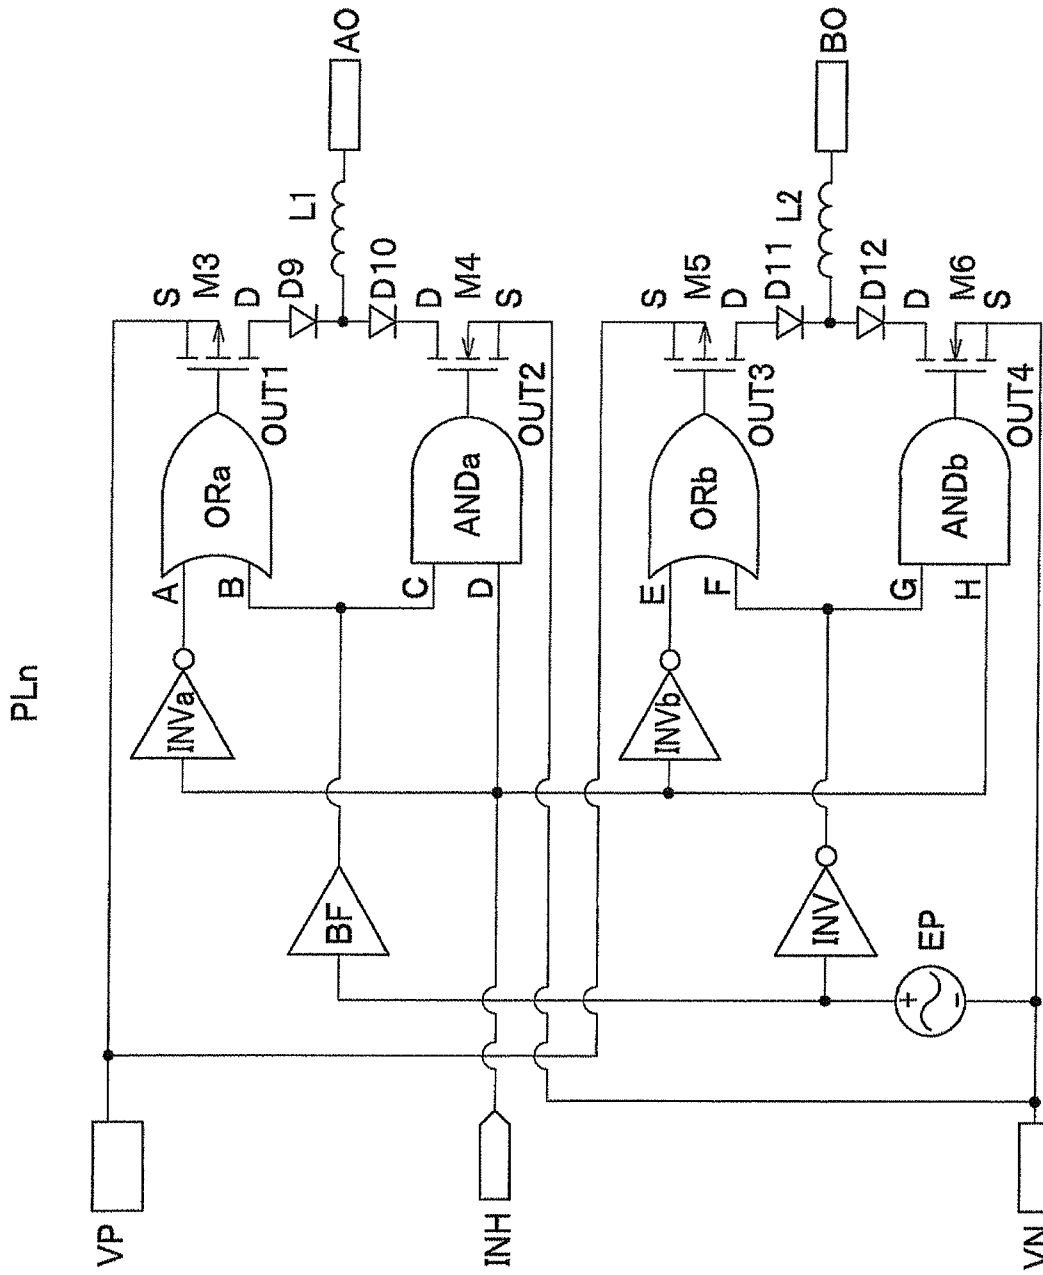 PLn
VP
INH
VN
EP
+
-
BF
INV
INVa
INVb
A
B
C
D
E
F
G
H
ORa
ANDa
ORb
ANDb
OUT1
OUT2
OUT3
OUT4
S
M3
D
D9
D10
D
M4
S
S
M5
D
D11
D12
D
M6
S
L1
L2
AO
BO